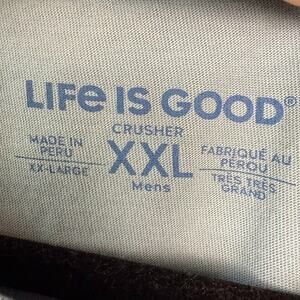 LIFE IS GOOD®
CRUSHER
MADE IN
PERU
XX-LARGE
XXL
Mens
FABRIQUÉ AU
PÉROU
TRÈS TRÈS
GRAND